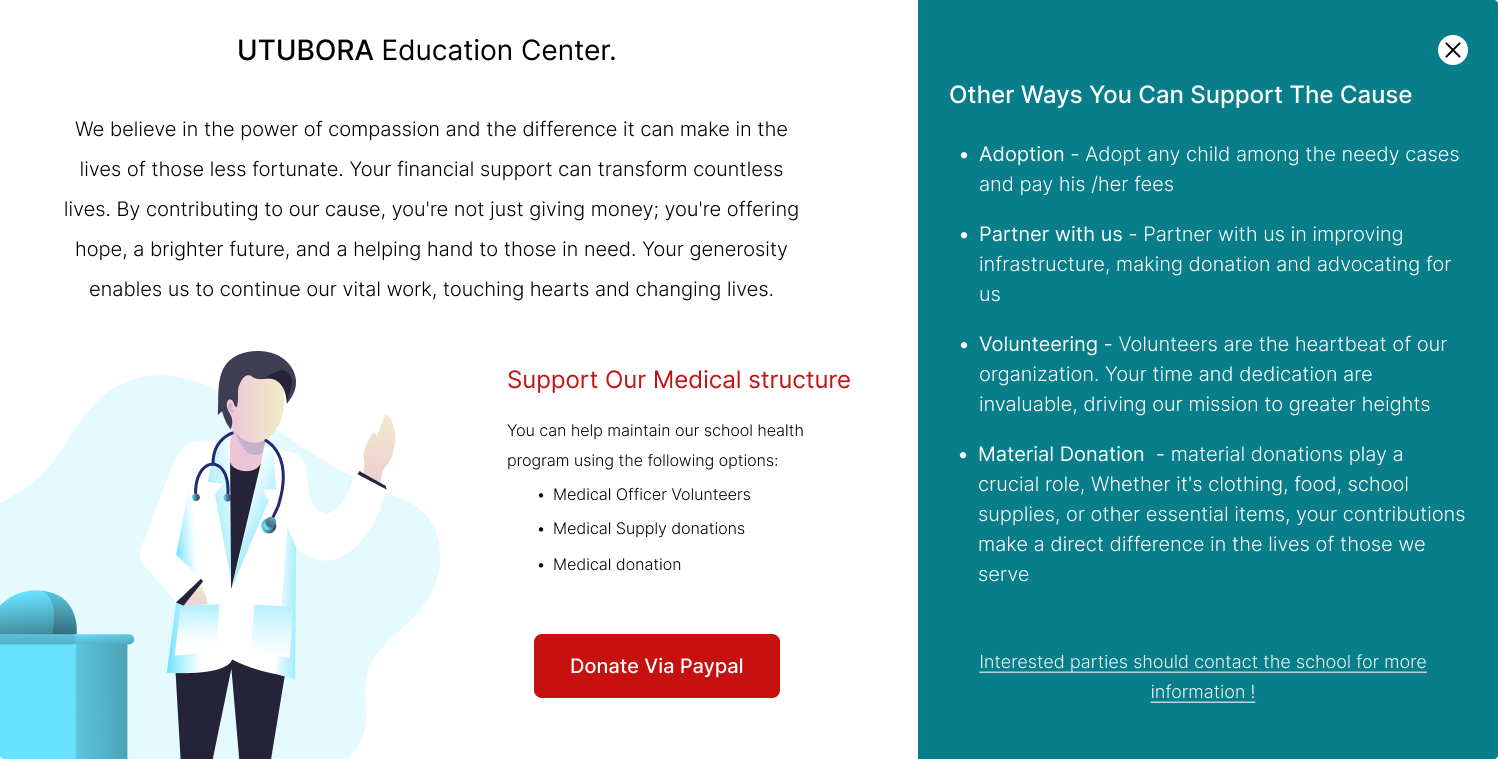 UTUBORA Education Center.
We believe in the power of compassion and the difference it can make in the
lives of those less fortunate. Your financial support can transform countless
lives. By contributing to our cause, you're not just giving money; you're offering
hope, a brighter future, and a helping hand to those in need. Your generosity
enables us to continue our vital work, touching hearts and changing lives.
Support Our Medical structure
You can help maintain our school health
program using the following options:
• Medical Officer Volunteers
• Medical Supply donations
• Medical donation
Donate Via Paypal
Other Ways You Can Support The Cause
• Adoption - Adopt any child among the needy cases
and pay his /her fees
• Partner with us - Partner with us in improving
infrastructure, making donation and advocating for
us
• Volunteering - Volunteers are the heartbeat of our
organization. Your time and dedication are
invaluable, driving our mission to greater heights
• Material Donation  - material donations play a
crucial role, Whether it's clothing, food, school
supplies, or other essential items, your contributions
make a direct difference in the lives of those we
serve
Interested parties should contact the school for more
information !